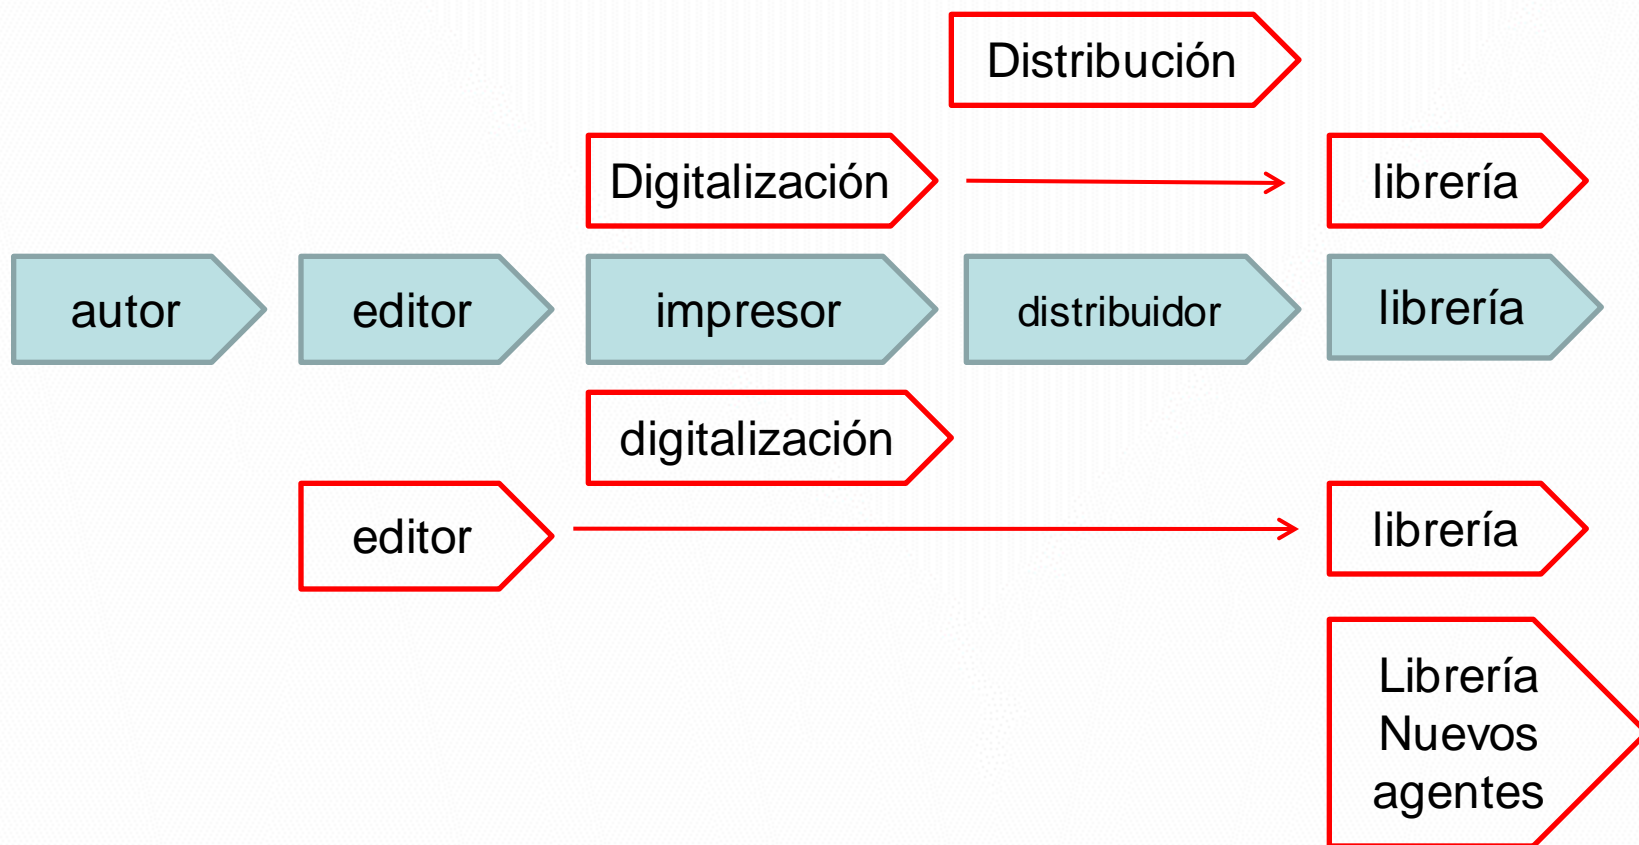 Distribución
Digitalización
librería
autor
editor
impresor
distribuidor
librería
digitalización
editor
librería
Librería
Nuevos
agentes